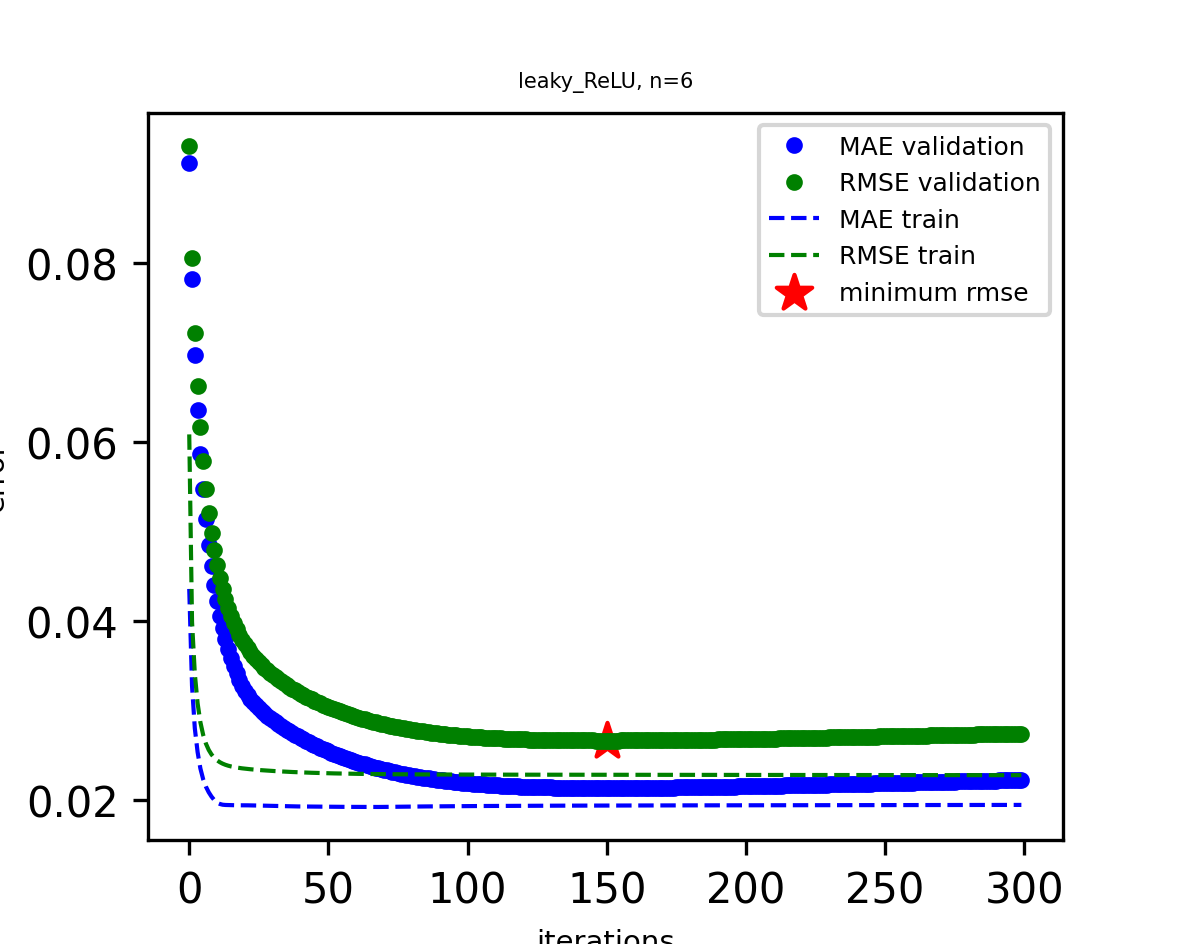 leaky_ReLU, n=6
MAE validation
RMSE validation
MAE train
RMSE train
minimum rmse
0.08
0.06
0.04
0.02
0 50 100 150 200 250 300
iterations